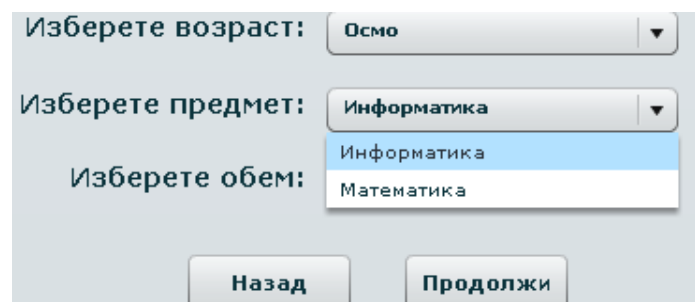 Изберете возраст: Осмо
Изберете предмет: Информатика
Информатика
Изберете обем:
Математика
Назад Продолжи